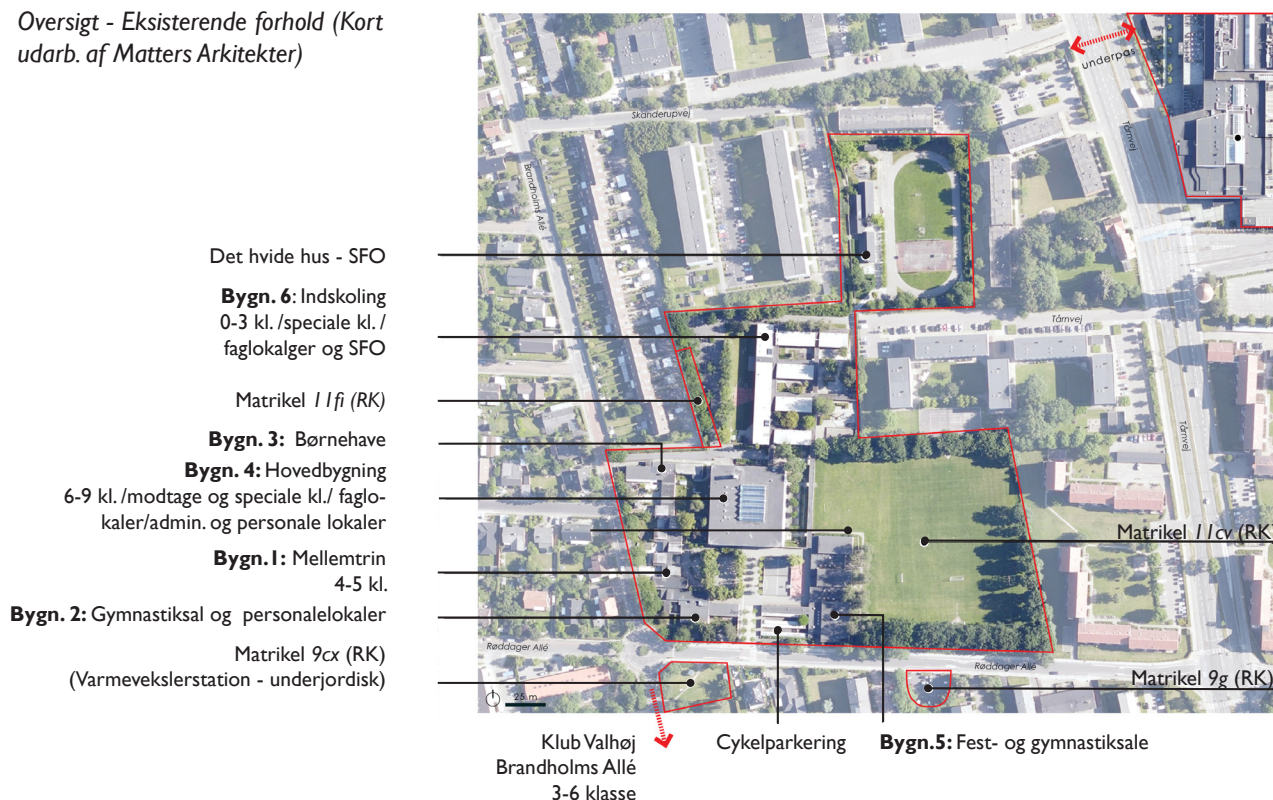 Oversigt - Eksisterende forhold (Kort
udarb. af Matters Arkitekter)
underpas
Skanderupvej
Tårnvej
Brandholms Allé
Det hvide hus - SFO
Bygn. 6: Indskoling
0-3 kl. /speciale kl. /
faglokalger og SFO
Tårnvej
Matrikel 11fi (RK)
Tårnvej
Bygn. 3: Børnehave
Bygn. 4: Hovedbygning
6-9 kl. /modtage og speciale kl./ faglo-
kaler/admin. og personale lokaler
Matrikel 11cv (RK)
Bygn.1: Mellemtrin
4-5 kl.
Bygn. 2: Gymnastiksal og personalelokaler
Røddager Allé
Matrikel 9cx (RK)
(Varmevekslerstation - underjordisk)
Røddager Allé
Matrikel 9g (RK)
25 m
Klub Valhøj
Brandholms Allé
3-6 klasse
Cykelparkering
Bygn.5: Fest- og gymnastiksale